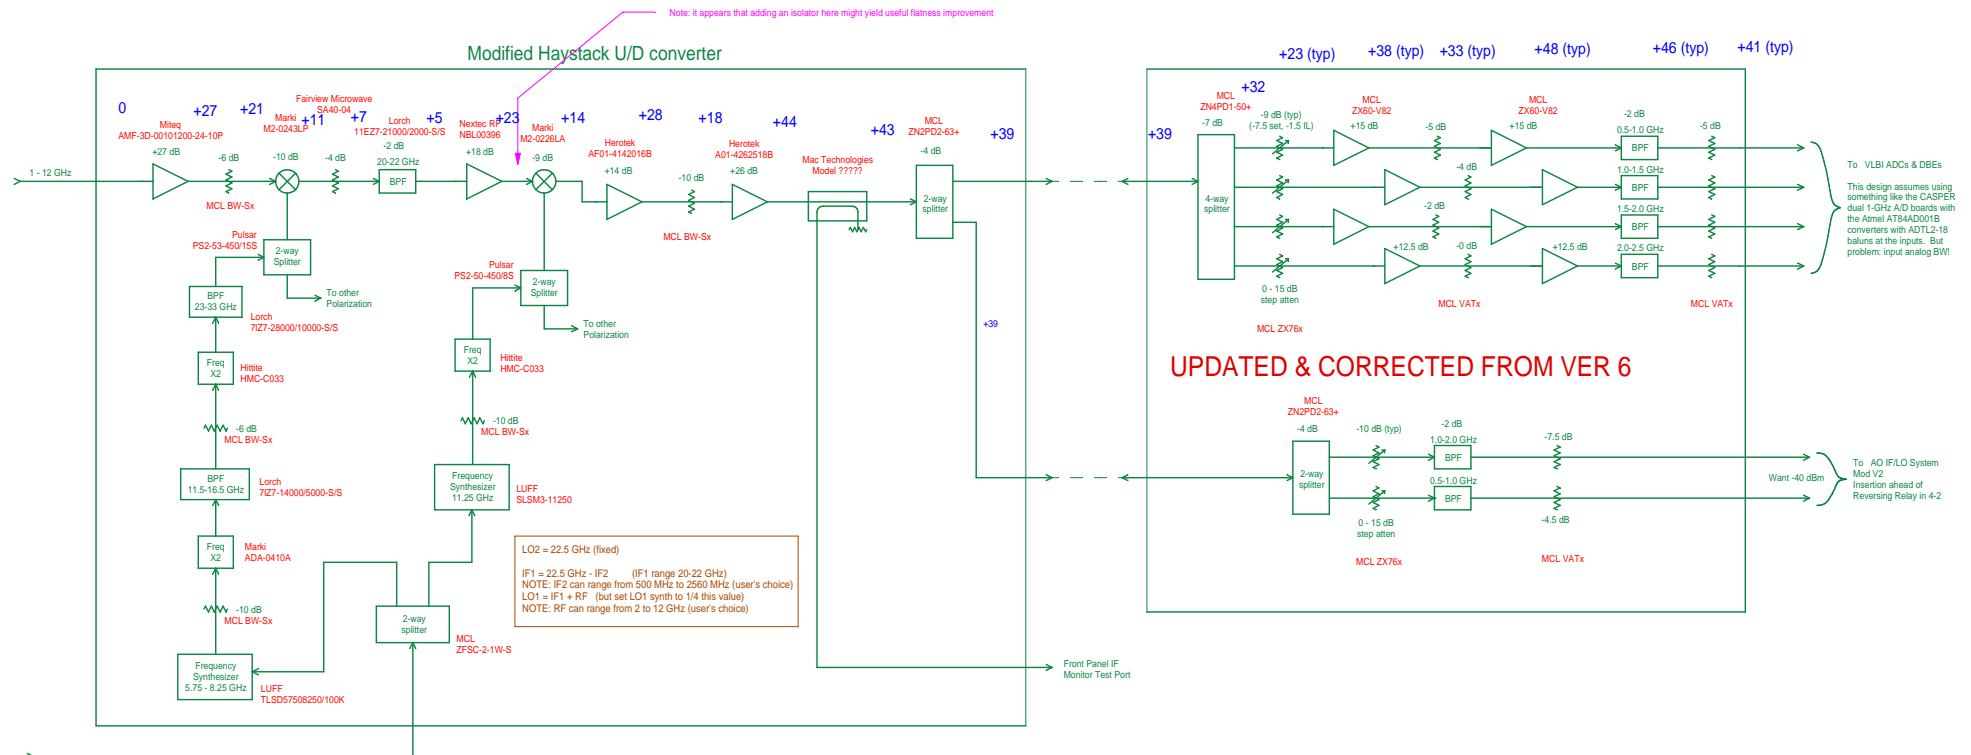 Note: it appears that adding an isolator here might yield useful flatness improvement
Modified Haystack U/D converter
0
+27
+21
+11
+7
+5
+23
+14
+28
+18
+44
+43
+39
Miteq
AMF-3D-00101200-24-10P
+27 dB
1 - 12 GHz
-6 dB
MCL BW-Sx
Marki
M2-0243LP
-10 dB
Fairview Microwave
SA40-04
-4 dB
Lorch
11EZ7-21000/2000-S/S
-2 dB
20-22 GHz
BPF
Nextec RF
NBL00396
+18 dB
Marki
M2-0226LA
-9 dB
Herotek
AF01-4142016B
+14 dB
-10 dB
MCL BW-Sx
Herotek
A01-4262518B
+26 dB
Mac Technologies
Model ?????
MCL
ZN2PD2-63+
-4 dB
2-way
splitter
Pulsar
PS2-53-450/15S
2-way
Splitter
To other
Polarization
BPF
23-33 GHz
Lorch
7IZ7-28000/10000-S/S
Freq
X2
Hittite
HMC-C033
-6 dB
MCL BW-Sx
BPF
11.5-16.5 GHz
Lorch
7IZ7-14000/5000-S/S
Freq
X2
Marki
ADA-0410A
-10 dB
MCL BW-Sx
Frequency
Synthesizer
5.75 - 8.25 GHz
LUFF
TLSD57508250/100K
Pulsar
PS2-50-450/8S
2-way
Splitter
To other
Polarization
Freq
X2
Hittite
HMC-C033
-10 dB
MCL BW-Sx
Frequency
Synthesizer
11.25 GHz
LUFF
SLSM3-11250
2-way
splitter
MCL
ZFSC-2-1W-S
LO2 = 22.5 GHz (fixed)
IF1 = 22.5 GHz - IF2 (IF1 range 20-22 GHz)
NOTE: IF2 can range from 500 MHz to 2560 MHz (user's choice)
LO1 = IF1 + RF (but set LO1 synth to 1/4 this value)
NOTE: RF can range from 2 to 12 GHz (user's choice)
+39
Front Panel IF
Monitor Test Port
+39
+32
+23 (typ)
+38 (typ)
+33 (typ)
+48 (typ)
+46 (typ)
+41 (typ)
MCL
ZN4PD1-50+
-7 dB
4-way
splitter
-9 dB (typ)
(-7.5 set, -1.5 IL)
0 - 15 dB
step atten
MCL ZX76x
MCL
ZX60-V82
+15 dB
+12.5 dB
-5 dB
-4 dB
-2 dB
-0 dB
MCL VATx
MCL
ZX60-V82
+15 dB
+12.5 dB
-2 dB
0.5-1.0 GHz
BPF
1.0-1.5 GHz
BPF
1.5-2.0 GHz
BPF
2.0-2.5 GHz
BPF
-5 dB
MCL VATx
To VLBI ADCs & DBEs
This design assumes using
something like the CASPER
dual 1-GHz A/D boards with
the Atmel AT84AD001B
converters with ADTL2-18
baluns at the inputs. But
problem: input analog BW!
UPDATED & CORRECTED FROM VER 6
MCL
ZN2PD2-63+
-4 dB
2-way
splitter
-10 dB (typ)
0 - 15 dB
step atten
MCL ZX76x
-2 dB
1.0-2.0 GHz
BPF
0.5-1.0 GHz
BPF
-7.5 dB
-4.5 dB
MCL VATx
Want -40 dBm
To AO IF/LO System
Mod V2
Insertion ahead of
Reversing Relay in 4-2